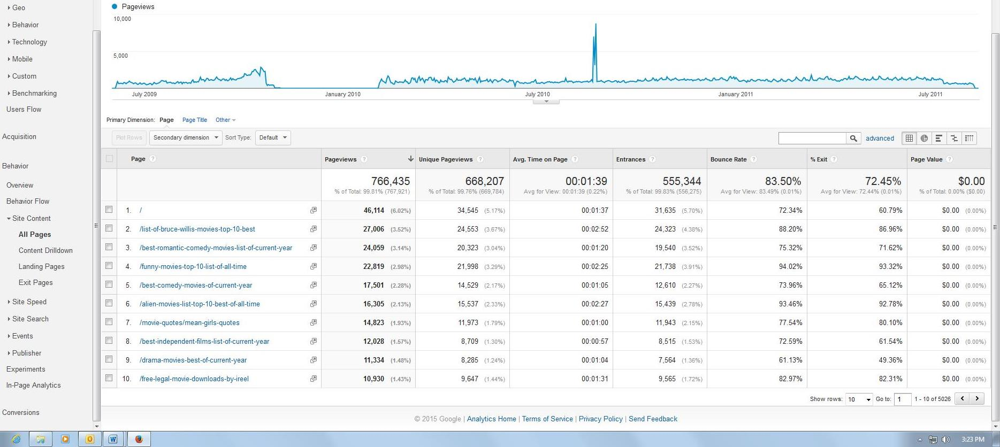 Geo
Behavior
Technology
Mobile
Custom
Benchmarking
Users Flow
Acquisition
Behavior
Overview
Behavior Flow
Site Content
All Pages
Content Drilldown
Landing Pages
Exit Pages
Site Speed
Site Search
Events
Publisher
Experiments
In-Page Analytics
Conversions
Pageviews
10,000
5,000
July 2009 January 2010 July 2010 January 2011 July 2011
Primary Dimension: Page Page Title Other
Plot Rows Secondary dimension Sort Type: Default advanced
Page ? Pageviews ? Unique Pageviews ? Avg. Time on Page ? Entrances ? Bounce Rate ? % Exit ? Page Value ?
766,435 668,207 00:01:39 555,344 83.50% 72.45% $0.00
% of Total: 99.81% (767,921) % of Total: 99.76% (669,784) Avg for View: 00:01:39 (0.22%) % of Total: 99.83% (556,275) Avg for View: 83.49% (0.01%) Avg for View: 72.44% (0.01%) % of Total: 0.00% ($0.00)
1. / 46,114 (6.02%) 34,545 (5.17%) 00:01:37 31,635 (5.70%) 72.34% 60.79% $0.00 (0.00%)
2. /list-of-bruce-willis-movies-top-10-best 27,006 (3.52%) 24,553 (3.67%) 00:02:52 24,323 (4.38%) 88.20% 86.96% $0.00 (0.00%)
3. /best-romantic-comedy-movies-list-of-current-year 24,059 (3.14%) 20,323 (3.04%) 00:01:20 19,540 (3.52%) 75.32% 71.62% $0.00 (0.00%)
4. /funny-movies-top-10-list-of-all-time 22,819 (2.98%) 21,998 (3.29%) 00:02:25 21,738 (3.91%) 94.02% 93.32% $0.00 (0.00%)
5. /best-comedy-movies-of-current-year 17,501 (2.28%) 14,529 (2.17%) 00:01:05 12,610 (2.27%) 73.96% 65.12% $0.00 (0.00%)
6. /alien-movies-list-top-10-best-of-all-time 16,305 (2.13%) 15,537 (2.33%) 00:02:27 15,439 (2.78%) 93.46% 92.78% $0.00 (0.00%)
7. /movie-quotes/mean-girls-quotes 14,823 (1.93%) 11,973 (1.79%) 00:01:00 11,943 (2.15%) 77.54% 80.10% $0.00 (0.00%)
8. /best-independent-films-list-of-current-year 12,028 (1.57%) 8,709 (1.30%) 00:00:57 8,515 (1.53%) 72.59% 61.54% $0.00 (0.00%)
9. /drama-movies-best-of-current-year 11,334 (1.48%) 8,285 (1.24%) 00:01:04 7,564 (1.36%) 61.13% 49.36% $0.00 (0.00%)
10. /free-legal-movie-downloads-by-ireel 10,930 (1.43%) 9,647 (1.44%) 00:01:31 9,565 (1.72%) 82.97% 82.31% $0.00 (0.00%)
Show rows: 10 Go to: 1 1 - 10 of 5026
© 2015 Google | Analytics Home | Terms of Service | Privacy Policy | Send Feedback
3:23 PM